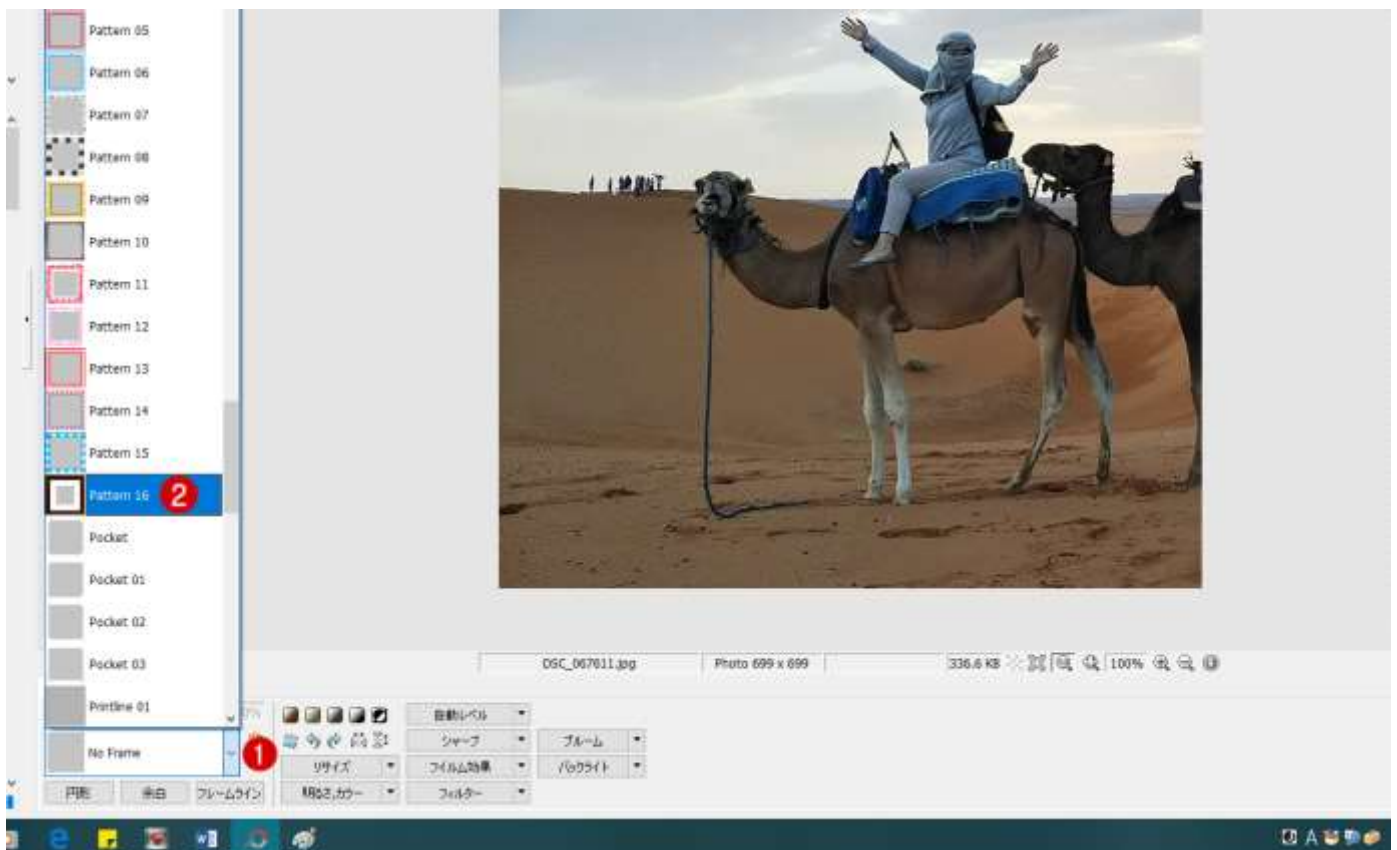 Pattern 05
Pattern 06
Pattern 07
Pattern 08
Pattern 09
Pattern 10
Pattern 11
Pattern 12
Pattern 13
Pattern 14
Pattern 15
Pattern 16 2
Pocket
Pocket 01
Pocket 02
Pocket 03
Printline 01
DSC_067011.jpg Photo 699 x 699 336.6 KB 100%
自動レベル
No Frame 1
シャープ ブルーム
リサイズ フイルム効果 バックライト
円形 余白 フレームライン 明るさ,カラー フィルター
A